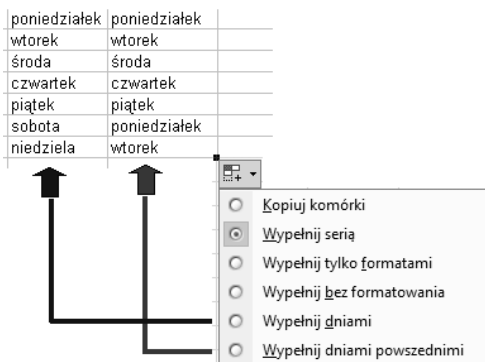 poniedziałek poniedziałek
wtorek wtorek
środa środa
czwartek czwartek
piątek piątek
sobota poniedziałek
niedziela wtorek
Kopiuj komórki
Wypełnij serią
Wypełnij tylko formatami
Wypełnij bez formatowania
Wypełnij dniami
Wypełnij dniami powszednimi